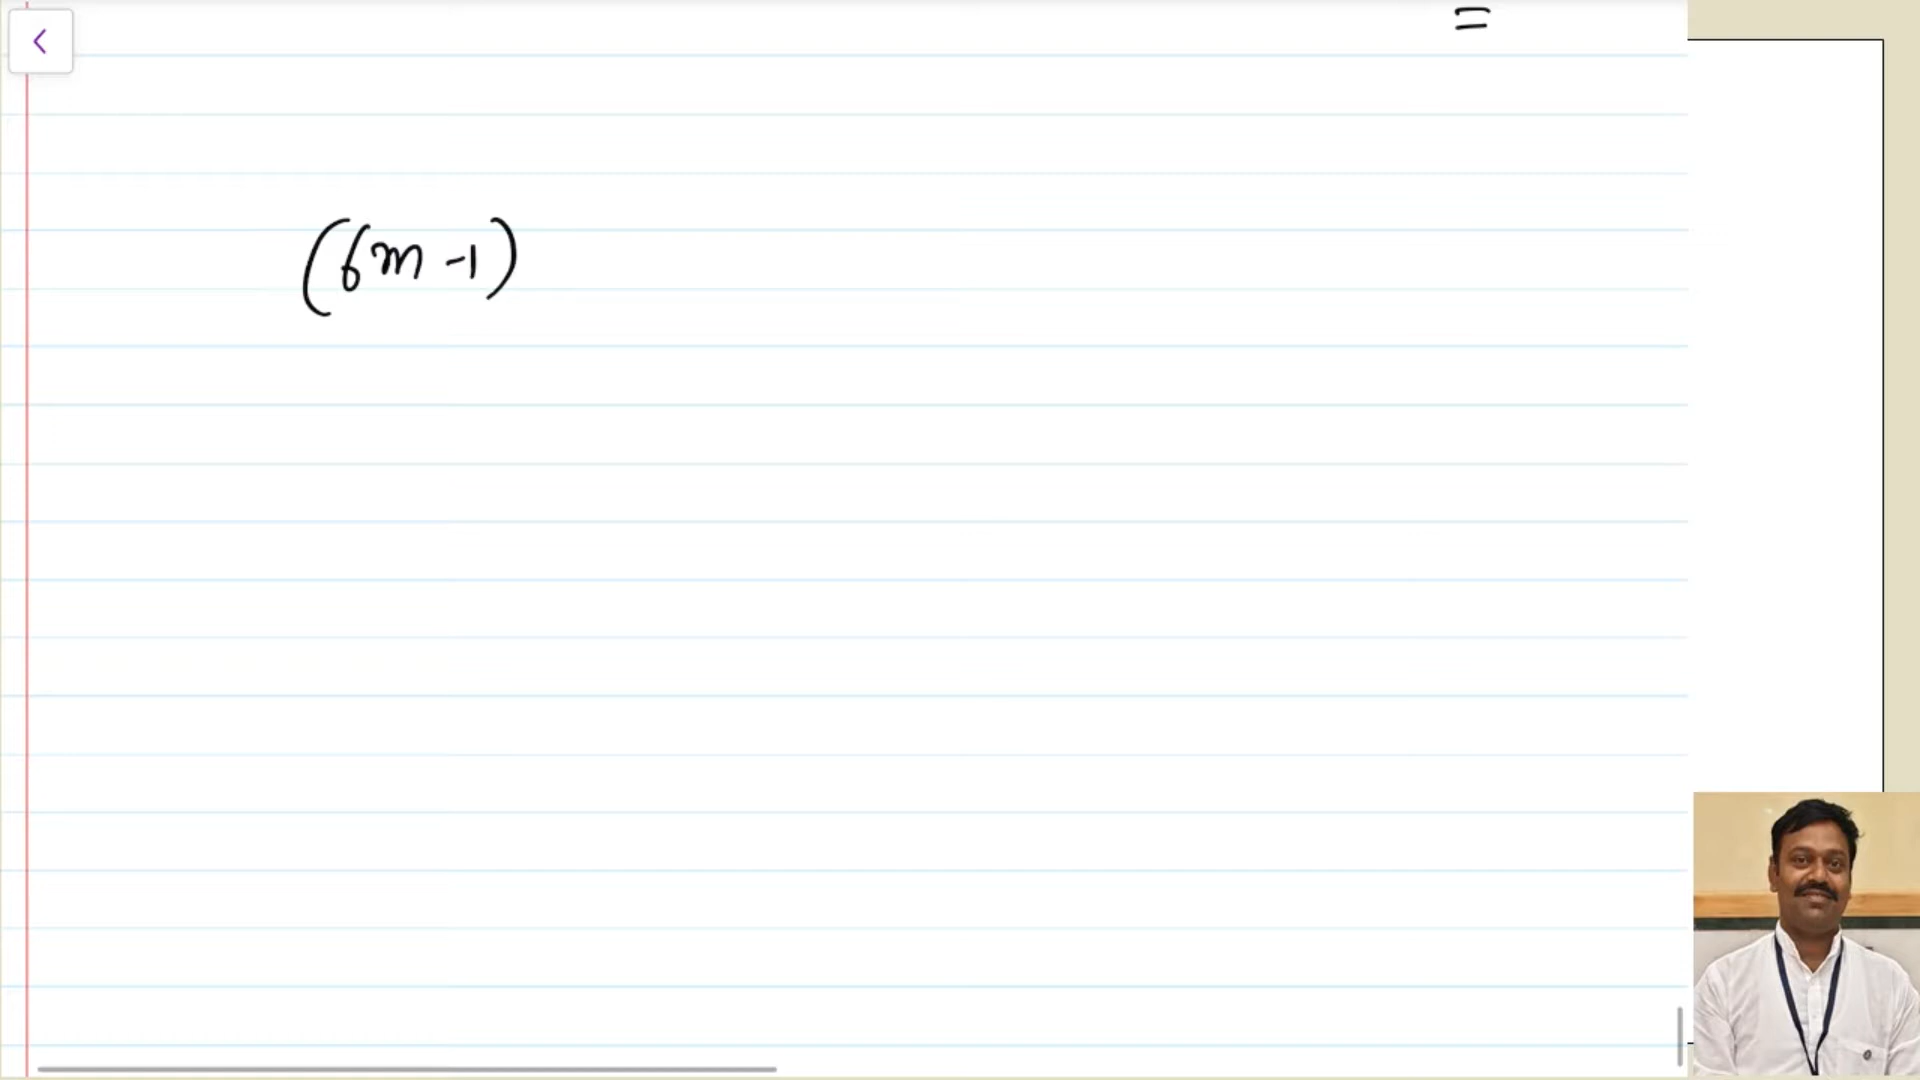 =
(6m-1)